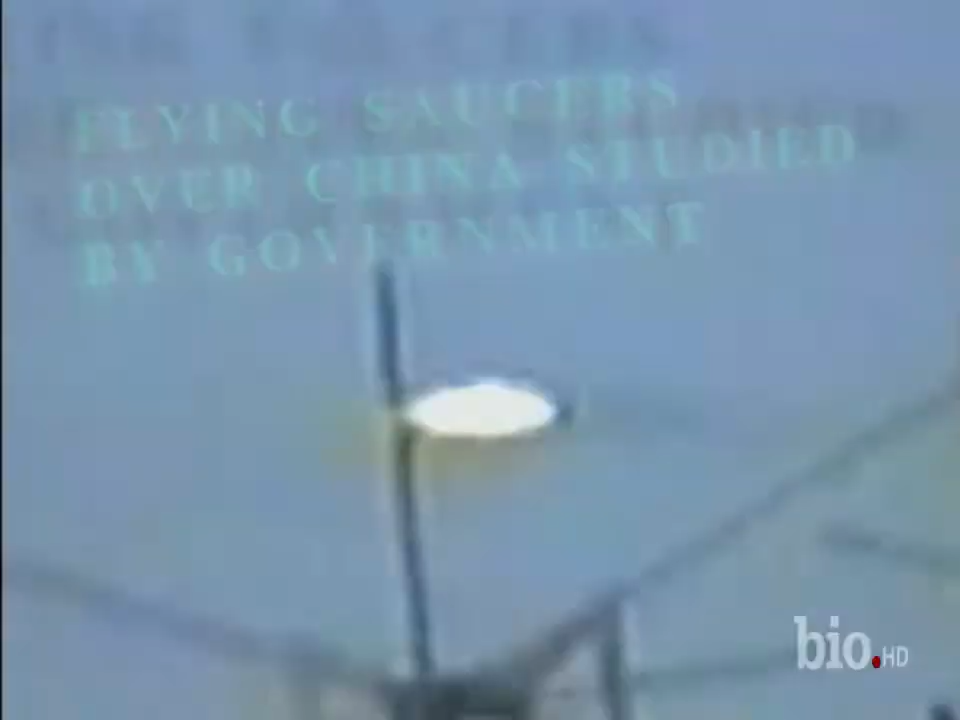 FLYING SAUCERS
OVER CHINA STUDIED
BY GOVERNMENT
bio.HD